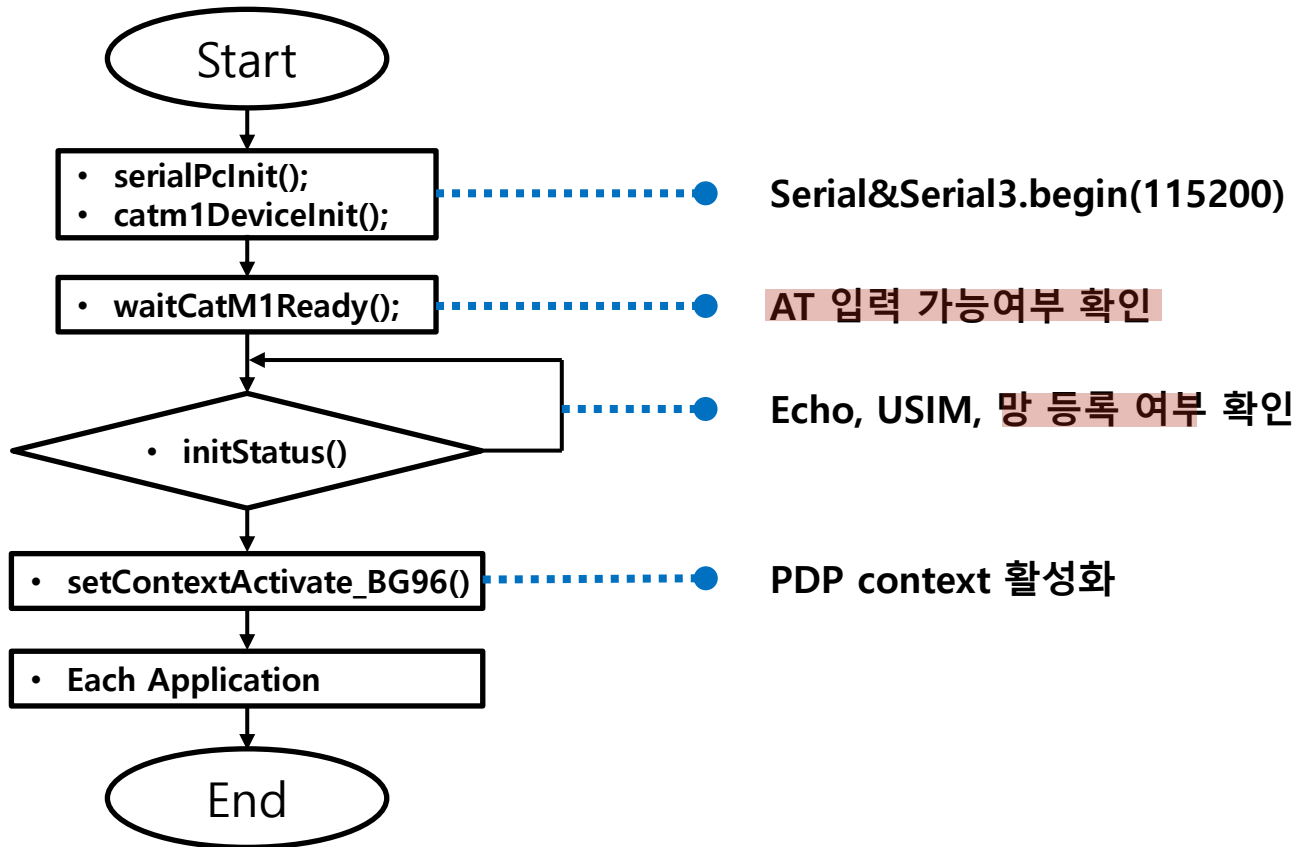 Start
• serialPcInit();
• catm1DeviceInit();
Serial&Serial3.begin(115200)
• waitCatM1Ready();
AT 입력 가능여부 확인
Echo, USIM, 망 등록 여부 확인
• initStatus()
• setContextActivate_BG96()
PDP context 활성화
• Each Application
End